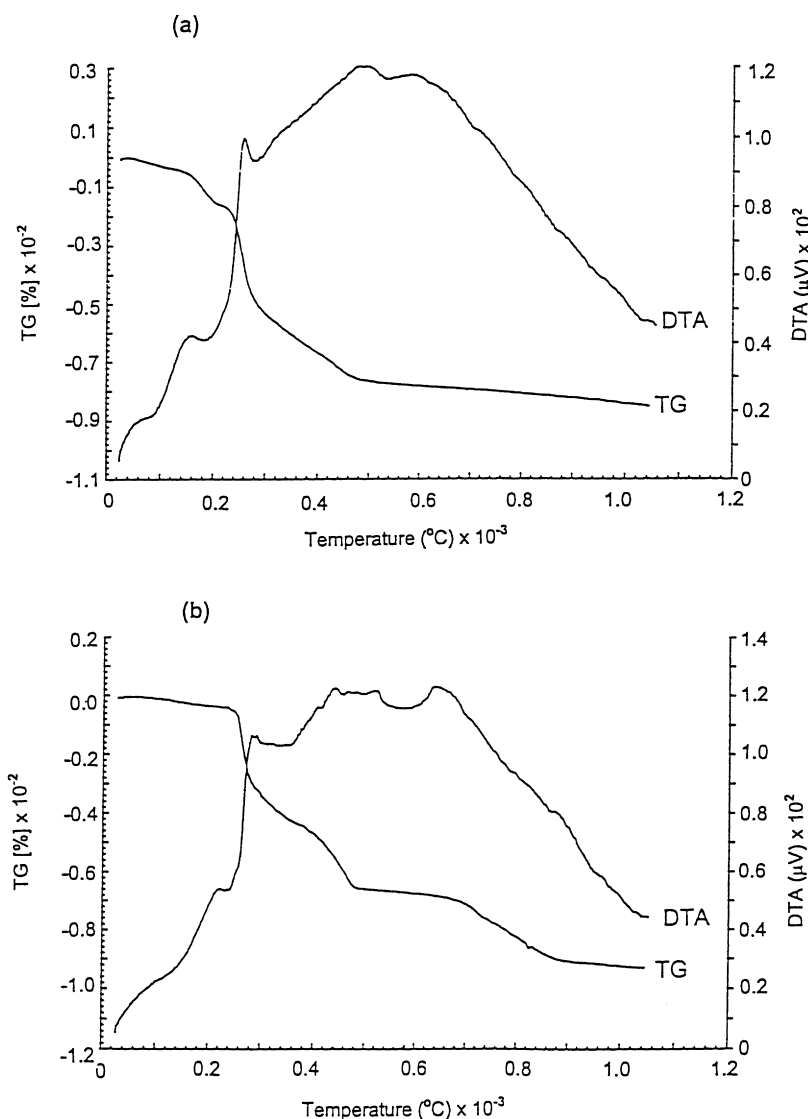 (a)
0.3
0.1
-0.1
-0.3
-0.5
-0.7
-0.9
-1.1
TG [%] x 10⁻²
1.2
1.0
0.8
0.6
0.4
0.2
0
DTA (μV) x 10²
DTA
TG
0 0.2 0.4 0.6 0.8 1.0 1.2
Temperature (°C) x 10⁻³
(b)
0.2
0.0
-0.2
-0.4
-0.6
-0.8
-1.0
-1.2
TG [%] x 10⁻²
1.4
1.2
1.0
0.8
0.6
0.4
0.2
0
DTA (μV) x 10²
DTA
TG
0 0.2 0.4 0.6 0.8 1.0 1.2
Temperature (°C) x 10⁻³